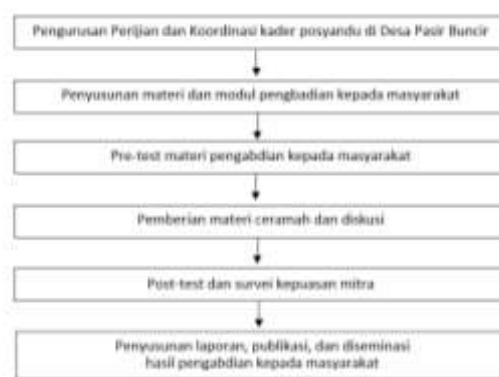 Pengurusan Perijian dan Koordinasi kader posyandu di Desa Pasir Buncir
Penyusunan materi dan modul pengbadian kepada masyarakat
Pre-test materi pengabdian kepada masyarakat
Pemberian materi ceramah dan diskusi
Post-test dan survei kepuasan mitra
Penyusunan laporan, publikasi, dan diseminasi
hasil pengabdian kepada masyarakat